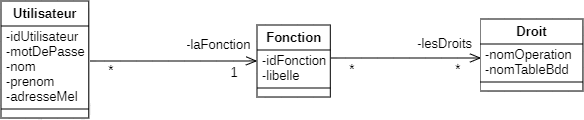 Utilisateur
-idUtilisateur
-motDePasse
-nom
-prenom
-adresseMel
-laFonction
*
1
Fonction
-idFonction
-libelle
-lesDroits
*
*
Droit
-nomOperation
-nomTableBdd